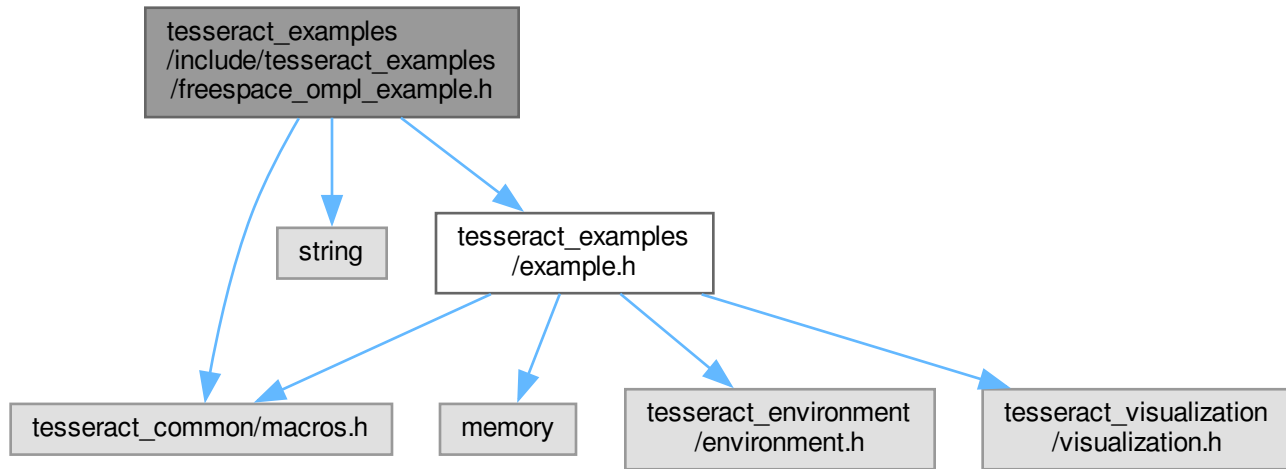 tesseract_examples
/include/tesseract_examples
/freespace_ompl_example.h
string
tesseract_examples
/example.h
tesseract_common/macros.h
memory
tesseract_environment
/environment.h
tesseract_visualization
/visualization.h